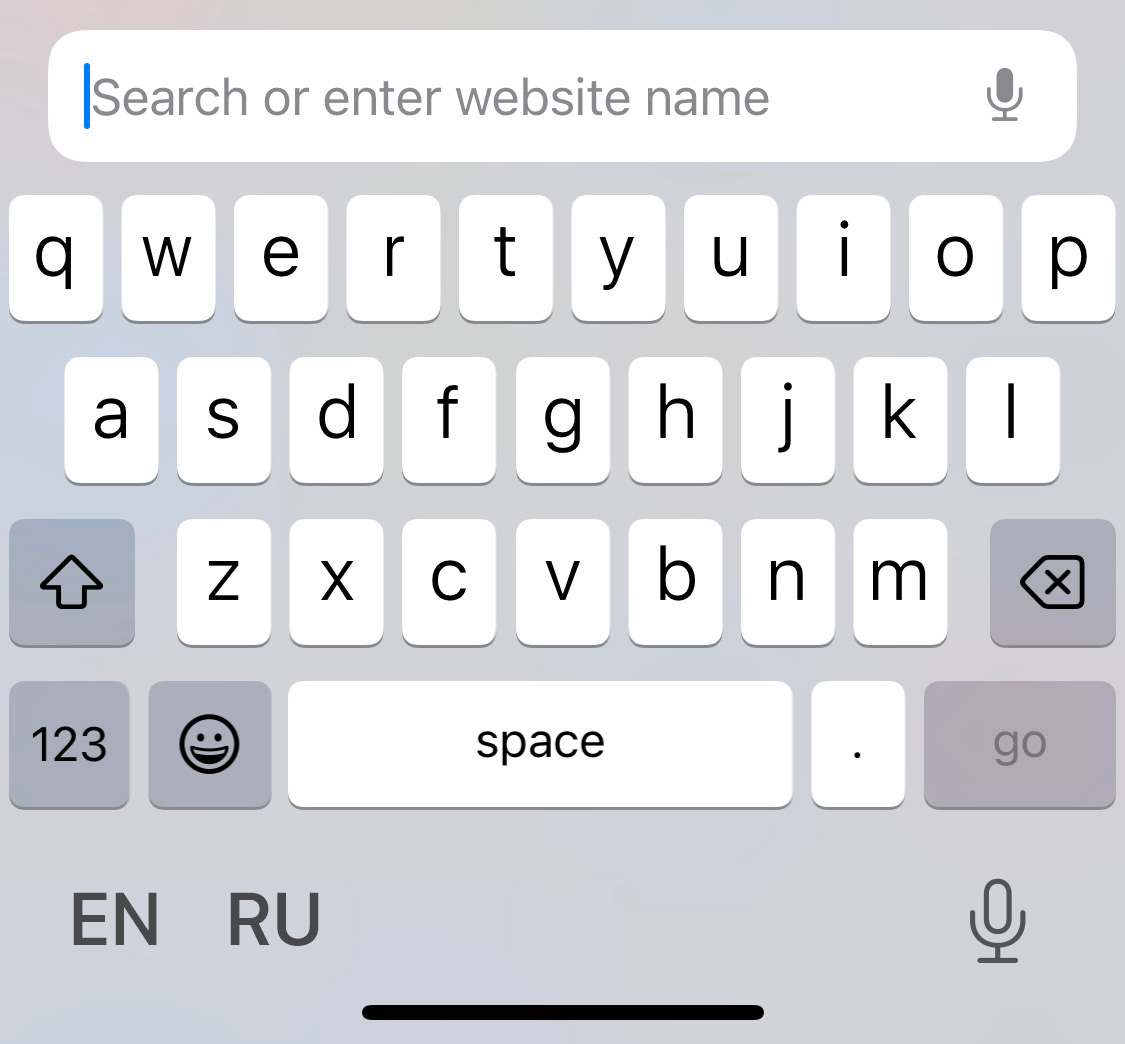 Search or enter website name
q w e r t y u i o p
a s d f g h j k l
z x c v b n m
123 space . go
EN RU